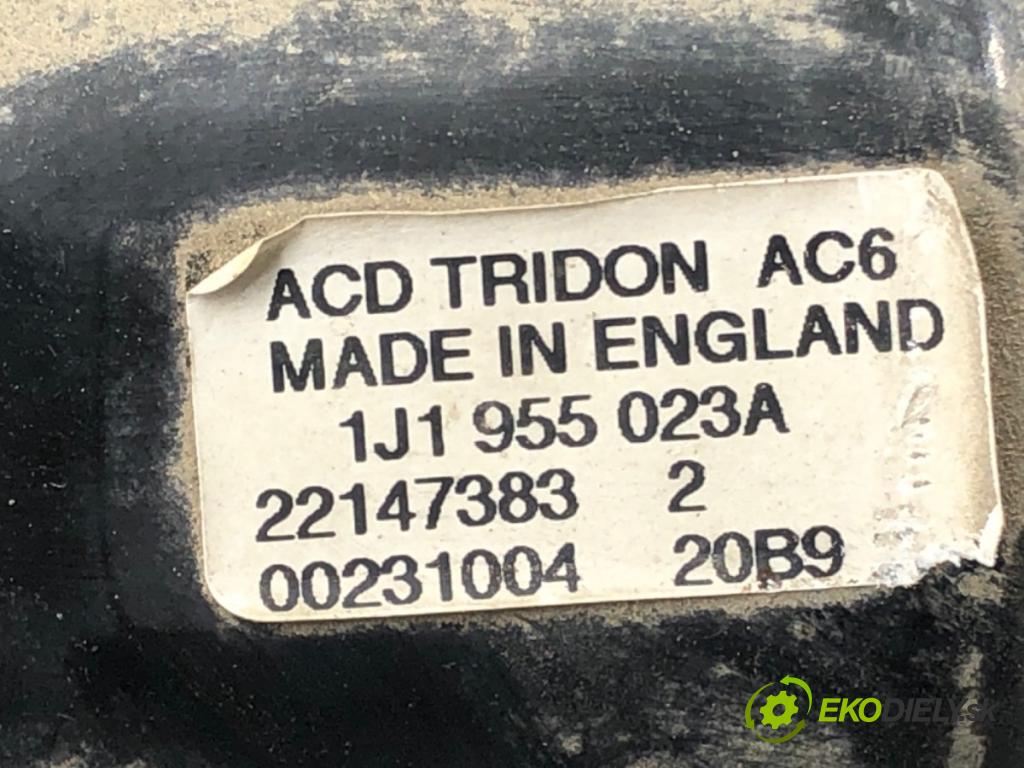 ACD TRIDON AC6
MADE IN ENGLAND
1J1 955 023A
22147383 2
00231004 20B9
EKODIELY.SK